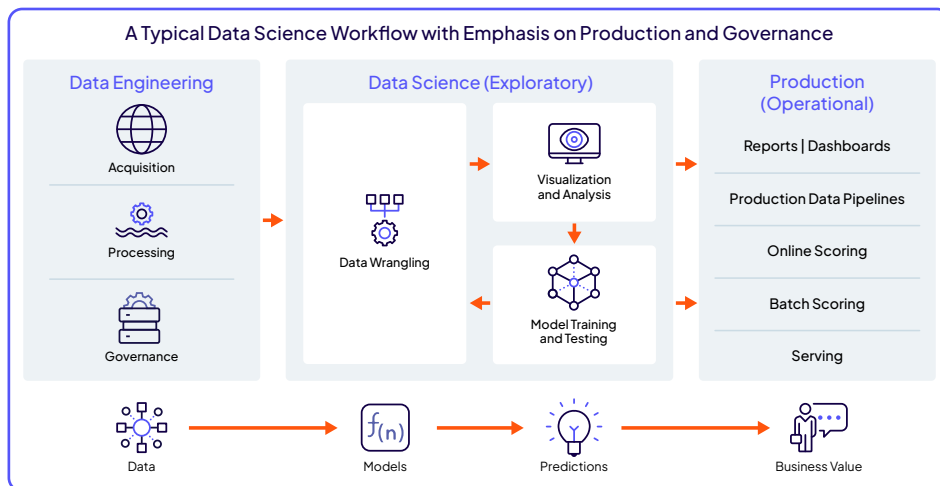 A Typical Data Science Workflow with Emphasis on Production and Governance
Data Engineering
Acquisition
Processing
Governance
Data Science (Exploratory)
Data Wrangling
Visualization
and Analysis
Model Training
and Testing
Production
(Operational)
Reports | Dashboards
Production Data Pipelines
Online Scoring
Batch Scoring
Serving
f(n)
Data
Models
Predictions
Business Value